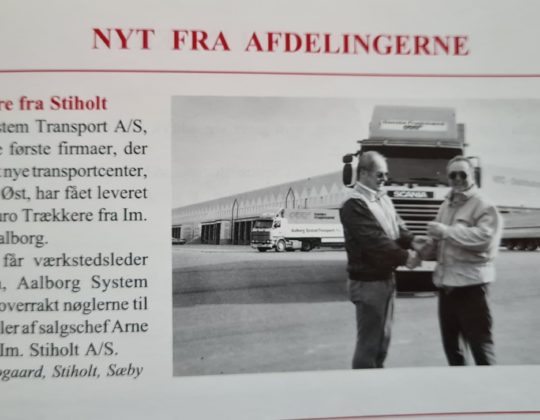 NYT FRA AFDELINGERNE
re fra Stiholt
stem Transport A/S,
e første firmaer, der
t nye transportcenter,
Øst, har fået leveret
uro Trækkere fra Im.
alborg.
får værkstedsleder
n, Aalborg System
overrakt nøglerne til
ler af salgschef Arne
Im. Stiholt A/S.
ogaard, Stiholt, Sæby
SCANIA
Aalborg System Transport